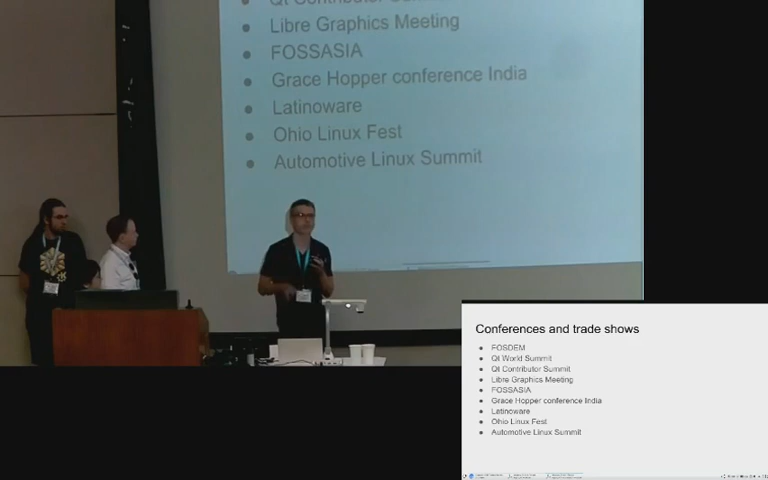 Qt Contributor
Libre Graphics Meeting
FOSSASIA
Grace Hopper conference India
Latinoware
Ohio Linux Fest
Automotive Linux Summit
Conferences and trade shows
FOSDEM
Qt World Summit
Qt Contributor Summit
Libre Graphics Meeting
FOSSASIA
Grace Hopper conference India
Latinoware
Ohio Linux Fest
Automotive Linux Summit